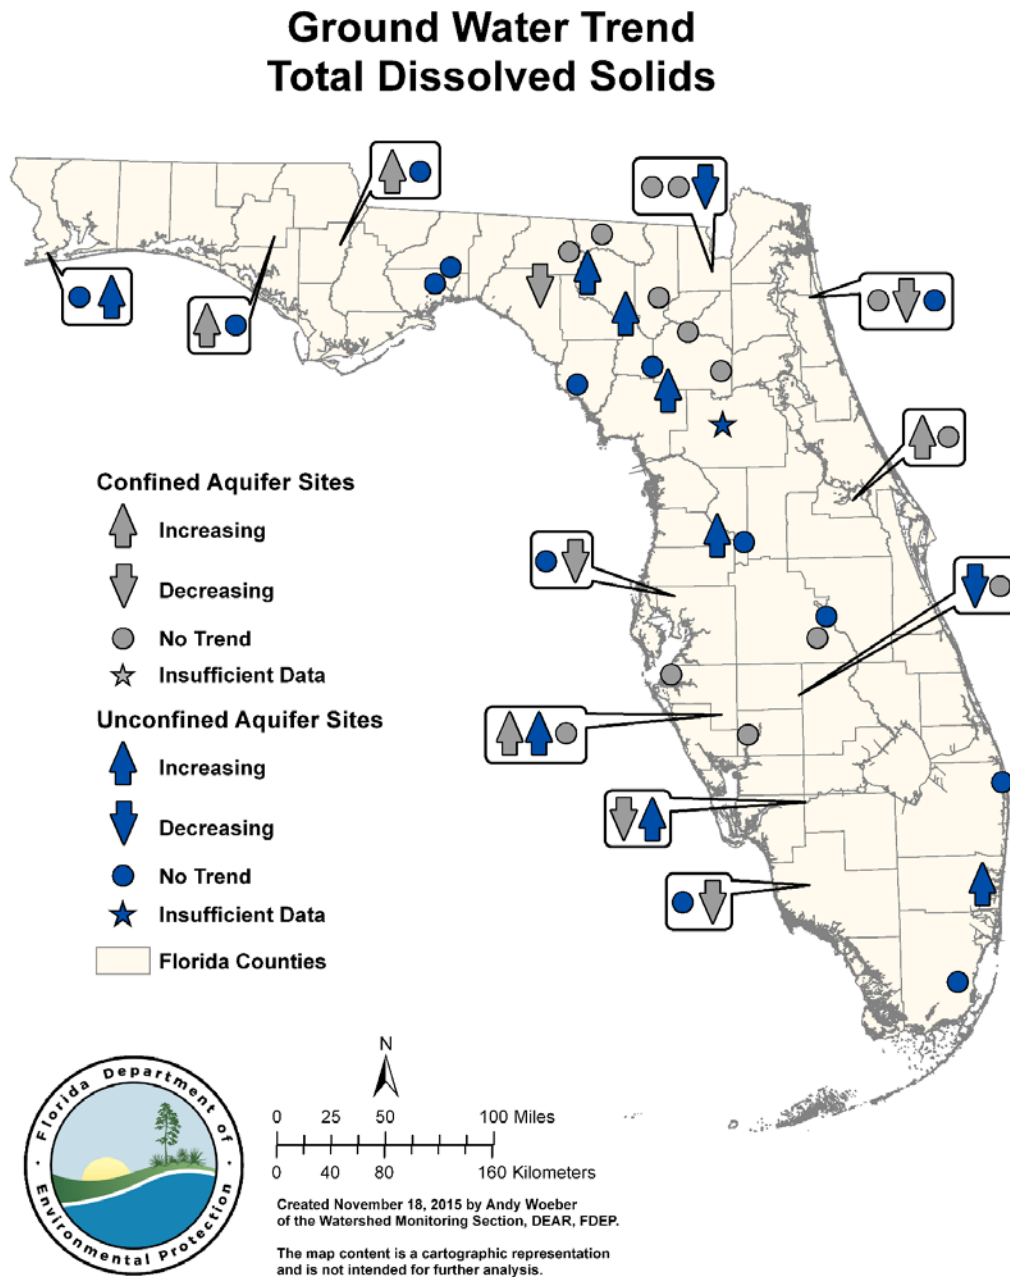 Ground Water Trend
Total Dissolved Solids
Confined Aquifer Sites
Increasing
Decreasing
No Trend
Insufficient Data
Unconfined Aquifer Sites
Increasing
Decreasing
No Trend
Insufficient Data
Florida Counties
Florida Department of
Environmental Protection
N
0 25 50 100 Miles
0 40 80 160 Kilometers
Created November 18, 2015 by Andy Woeber
of the Watershed Monitoring Section, DEAR, FDEP.
The map content is a cartographic representation
and is not intended for further analysis.